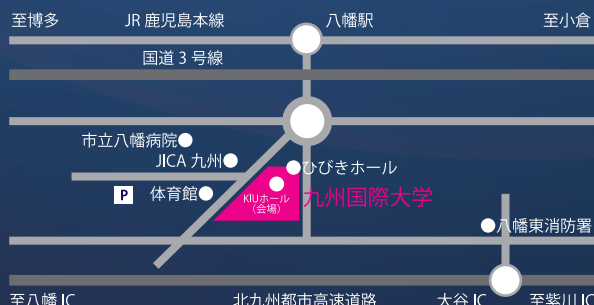 至博多
JR 鹿児島本線
八幡駅
至小倉
国道 3 号線
市立八幡病院
JICA 九州
ひびきホール
P
体育館
KIUホール
（会場）
九州国際大学
八幡東消防署
至八幡 IC
北九州都市高速道路
大谷 IC
至紫川 IC